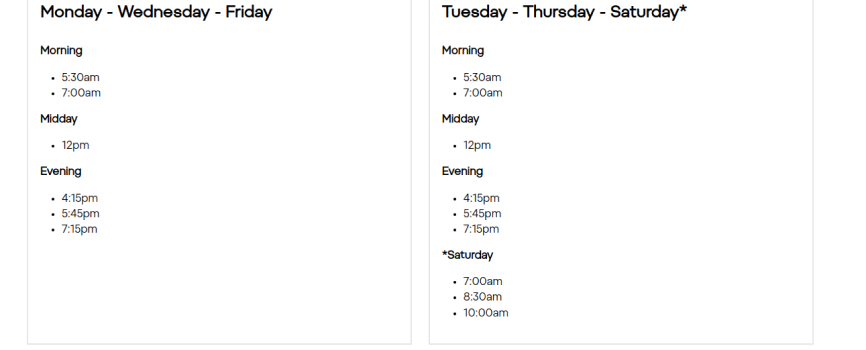 Monday - Wednesday - Friday
Morning
5:30am
7:00am
Midday
12pm
Evening
4:15pm
5:45pm
7:15pm
Tuesday - Thursday - Saturday*
Morning
5:30am
7:00am
Midday
12pm
Evening
4:15pm
5:45pm
7:15pm
*Saturday
7:00am
8:30am
10:00am